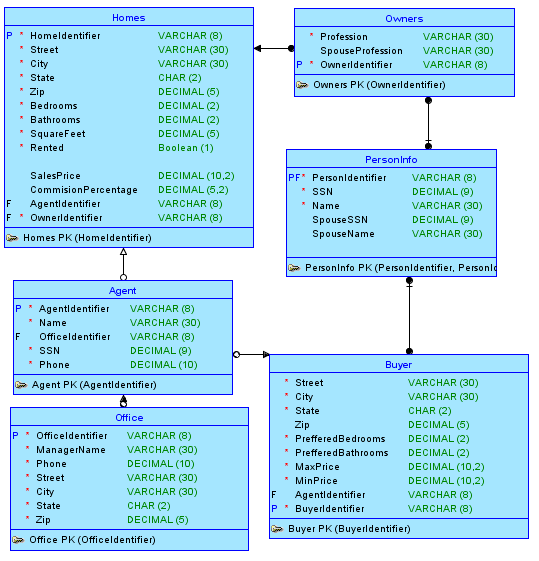 Homes
P * HomeIdentifier VARCHAR (8)
* Street VARCHAR (30)
* City VARCHAR (30)
* State CHAR (2)
* Zip DECIMAL (5)
* Bedrooms DECIMAL (2)
* Bathrooms DECIMAL (2)
* SquareFeet DECIMAL (5)
* Rented Boolean (1)
SalesPrice DECIMAL (10,2)
CommisionPercentage DECIMAL (5,2)
F AgentIdentifier VARCHAR (8)
F * OwnerIdentifier VARCHAR (8)
Homes PK (HomeIdentifier)
Owners
* Profession VARCHAR (30)
SpouseProfession VARCHAR (30)
P * OwnerIdentifier VARCHAR (8)
Owners PK (OwnerIdentifier)
PersonInfo
PF * PersonIdentifier VARCHAR (8)
* SSN DECIMAL (9)
* Name VARCHAR (30)
SpouseSSN DECIMAL (9)
SpouseName VARCHAR (30)
PersonInfo PK (PersonIdentifier, PersonId
Agent
P * AgentIdentifier VARCHAR (8)
* Name VARCHAR (30)
F OfficeIdentifier VARCHAR (8)
* SSN DECIMAL (9)
* Phone DECIMAL (10)
Agent PK (AgentIdentifier)
Buyer
* Street VARCHAR (30)
* City VARCHAR (30)
* State CHAR (2)
Zip DECIMAL (5)
* PrefferedBedrooms DECIMAL (2)
* PrefferedBathrooms DECIMAL (2)
* MaxPrice DECIMAL (10,2)
* MinPrice DECIMAL (10,2)
F AgentIdentifier VARCHAR (8)
P * BuyerIdentifier VARCHAR (8)
Buyer PK (BuyerIdentifier)
Office
P * OfficeIdentifier VARCHAR (8)
* ManagerName VARCHAR (30)
* Phone DECIMAL (10)
* Street VARCHAR (30)
* City VARCHAR (30)
* State CHAR (2)
* Zip DECIMAL (5)
Office PK (OfficeIdentifier)